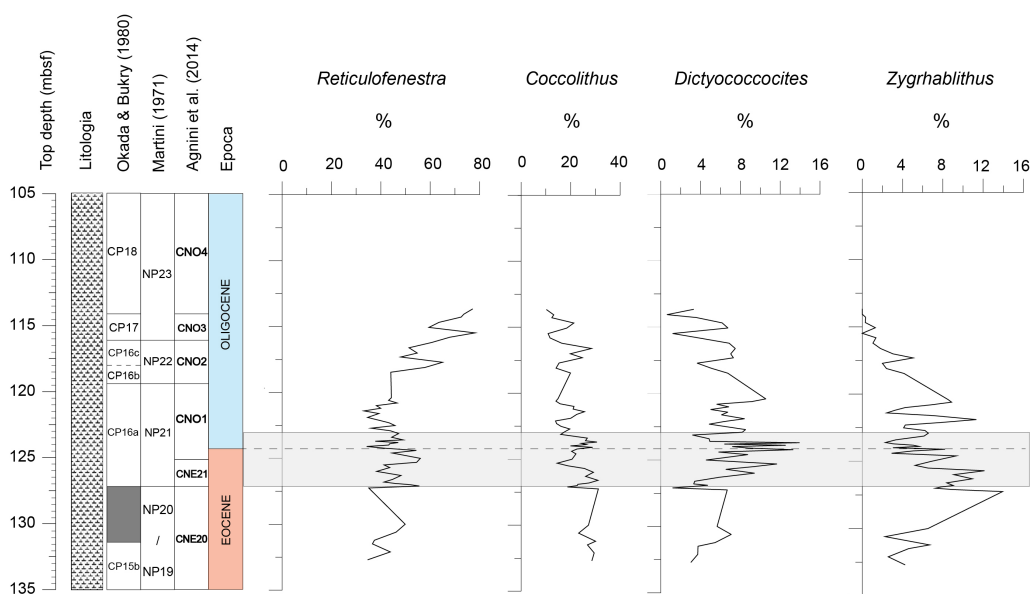 Top depth (mbsf)
Litologia
Okada & Bukry (1980)
Martini (1971)
Agnini et al. (2014)
Epoca
Reticulofenestra
Coccolithus
Dictyococcocites
Zygrhablithus
%
%
%
%
0 20 40 60 80
0 20 40
0 4 8 12 16
0 4 8 12 16
105
110
115
120
125
130
135
CP18
CP17
CP16c
CP16b
CP16a
CP15b
NP23
NP22
NP21
NP20
/
NP19
CNO4
CNO3
CNO2
CNO1
CNE21
CNE20
OLIGOCENE
EOCENE